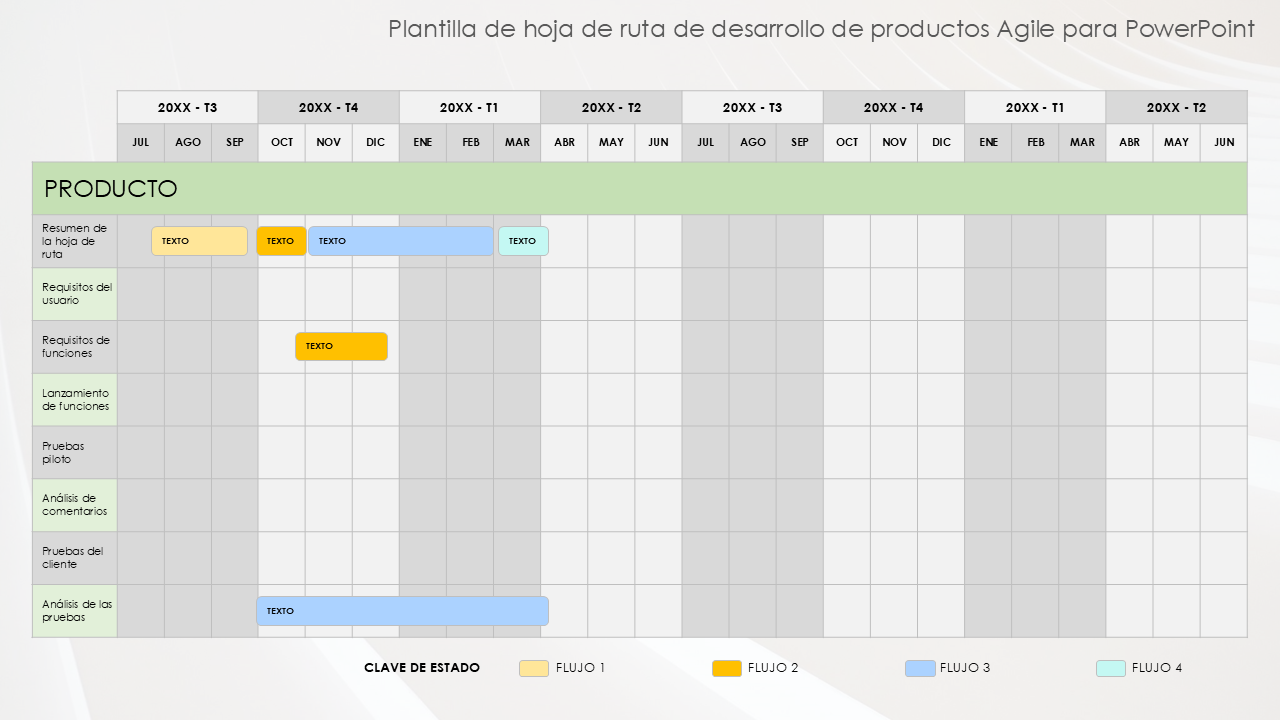 Plantilla de hoja de ruta de desarrollo de productos Agile para PowerPoint
20XX - T3 20XX - T4 20XX - T1 20XX - T2 20XX - T3 20XX - T4 20XX - T1 20XX - T2
JUL AGO SEP OCT NOV DIC ENE FEB MAR ABR MAY JUN JUL AGO SEP OCT NOV DIC ENE FEB MAR ABR MAY JUN
PRODUCTO
Resumen de
la hoja de
ruta
TEXTO TEXTO TEXTO TEXTO
Requisitos del
usuario
Requisitos de
funciones
TEXTO
Lanzamiento
de funciones
Pruebas
piloto
Análisis de
comentarios
Pruebas del
cliente
Análisis de las
pruebas
TEXTO
CLAVE DE ESTADO FLUJO 1 FLUJO 2 FLUJO 3 FLUJO 4